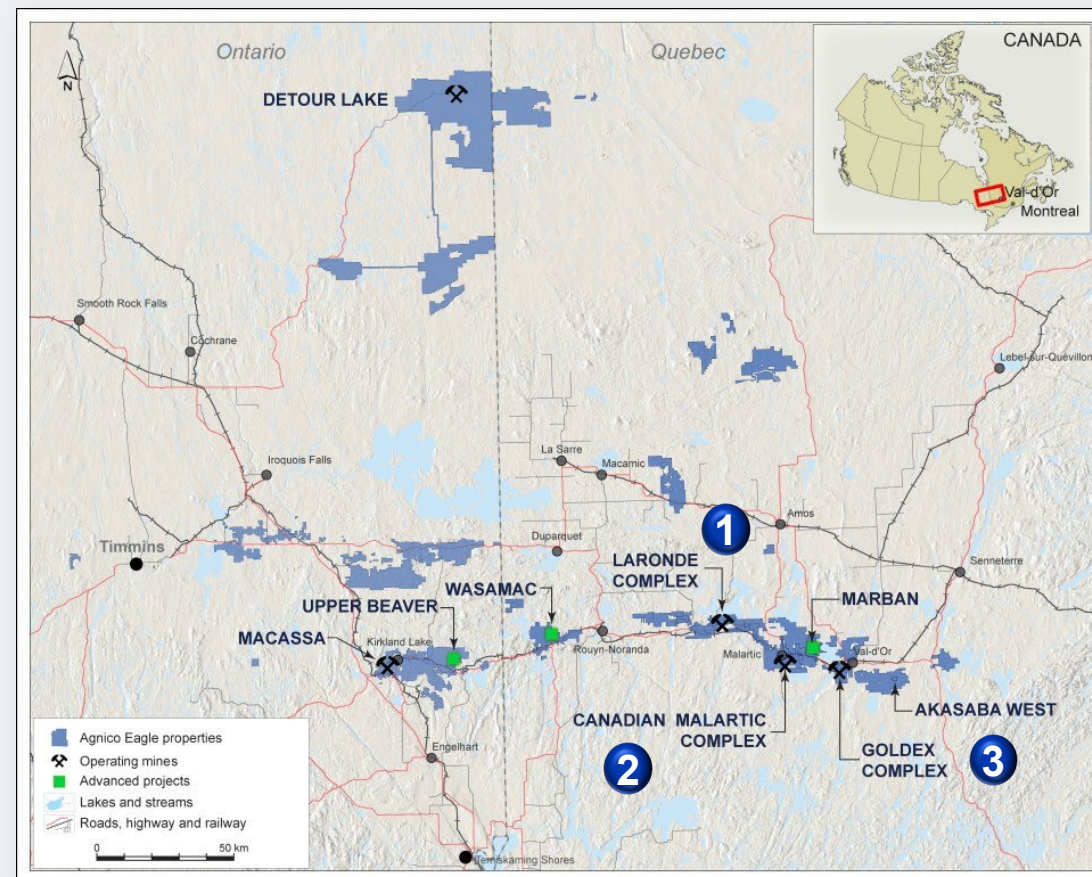 Ontario
Quebec
CANADA
N
DETOUR LAKE
Val-d'Or
Montreal
Smooth Rock Falls
Cochrane
Lebel-sur-Quévillon
La Sarre
Macamic
Iroquois Falls
Amos
1
Timmins
Duparquet
LARONDE
COMPLEX
Senneterre
WASAMAC
MARBAN
UPPER BEAVER
MACASSA
Kirkland Lake
Rouyn-Noranda
Malartic
Val-d'Or
AKASABA WEST
CANADIAN MALARTIC
COMPLEX
GOLDEX
COMPLEX
2
3
Engelhart
Agnico Eagle properties
Operating mines
Advanced projects
Lakes and streams
Roads, highway and railway
0 50 km
Temiskaming Shores